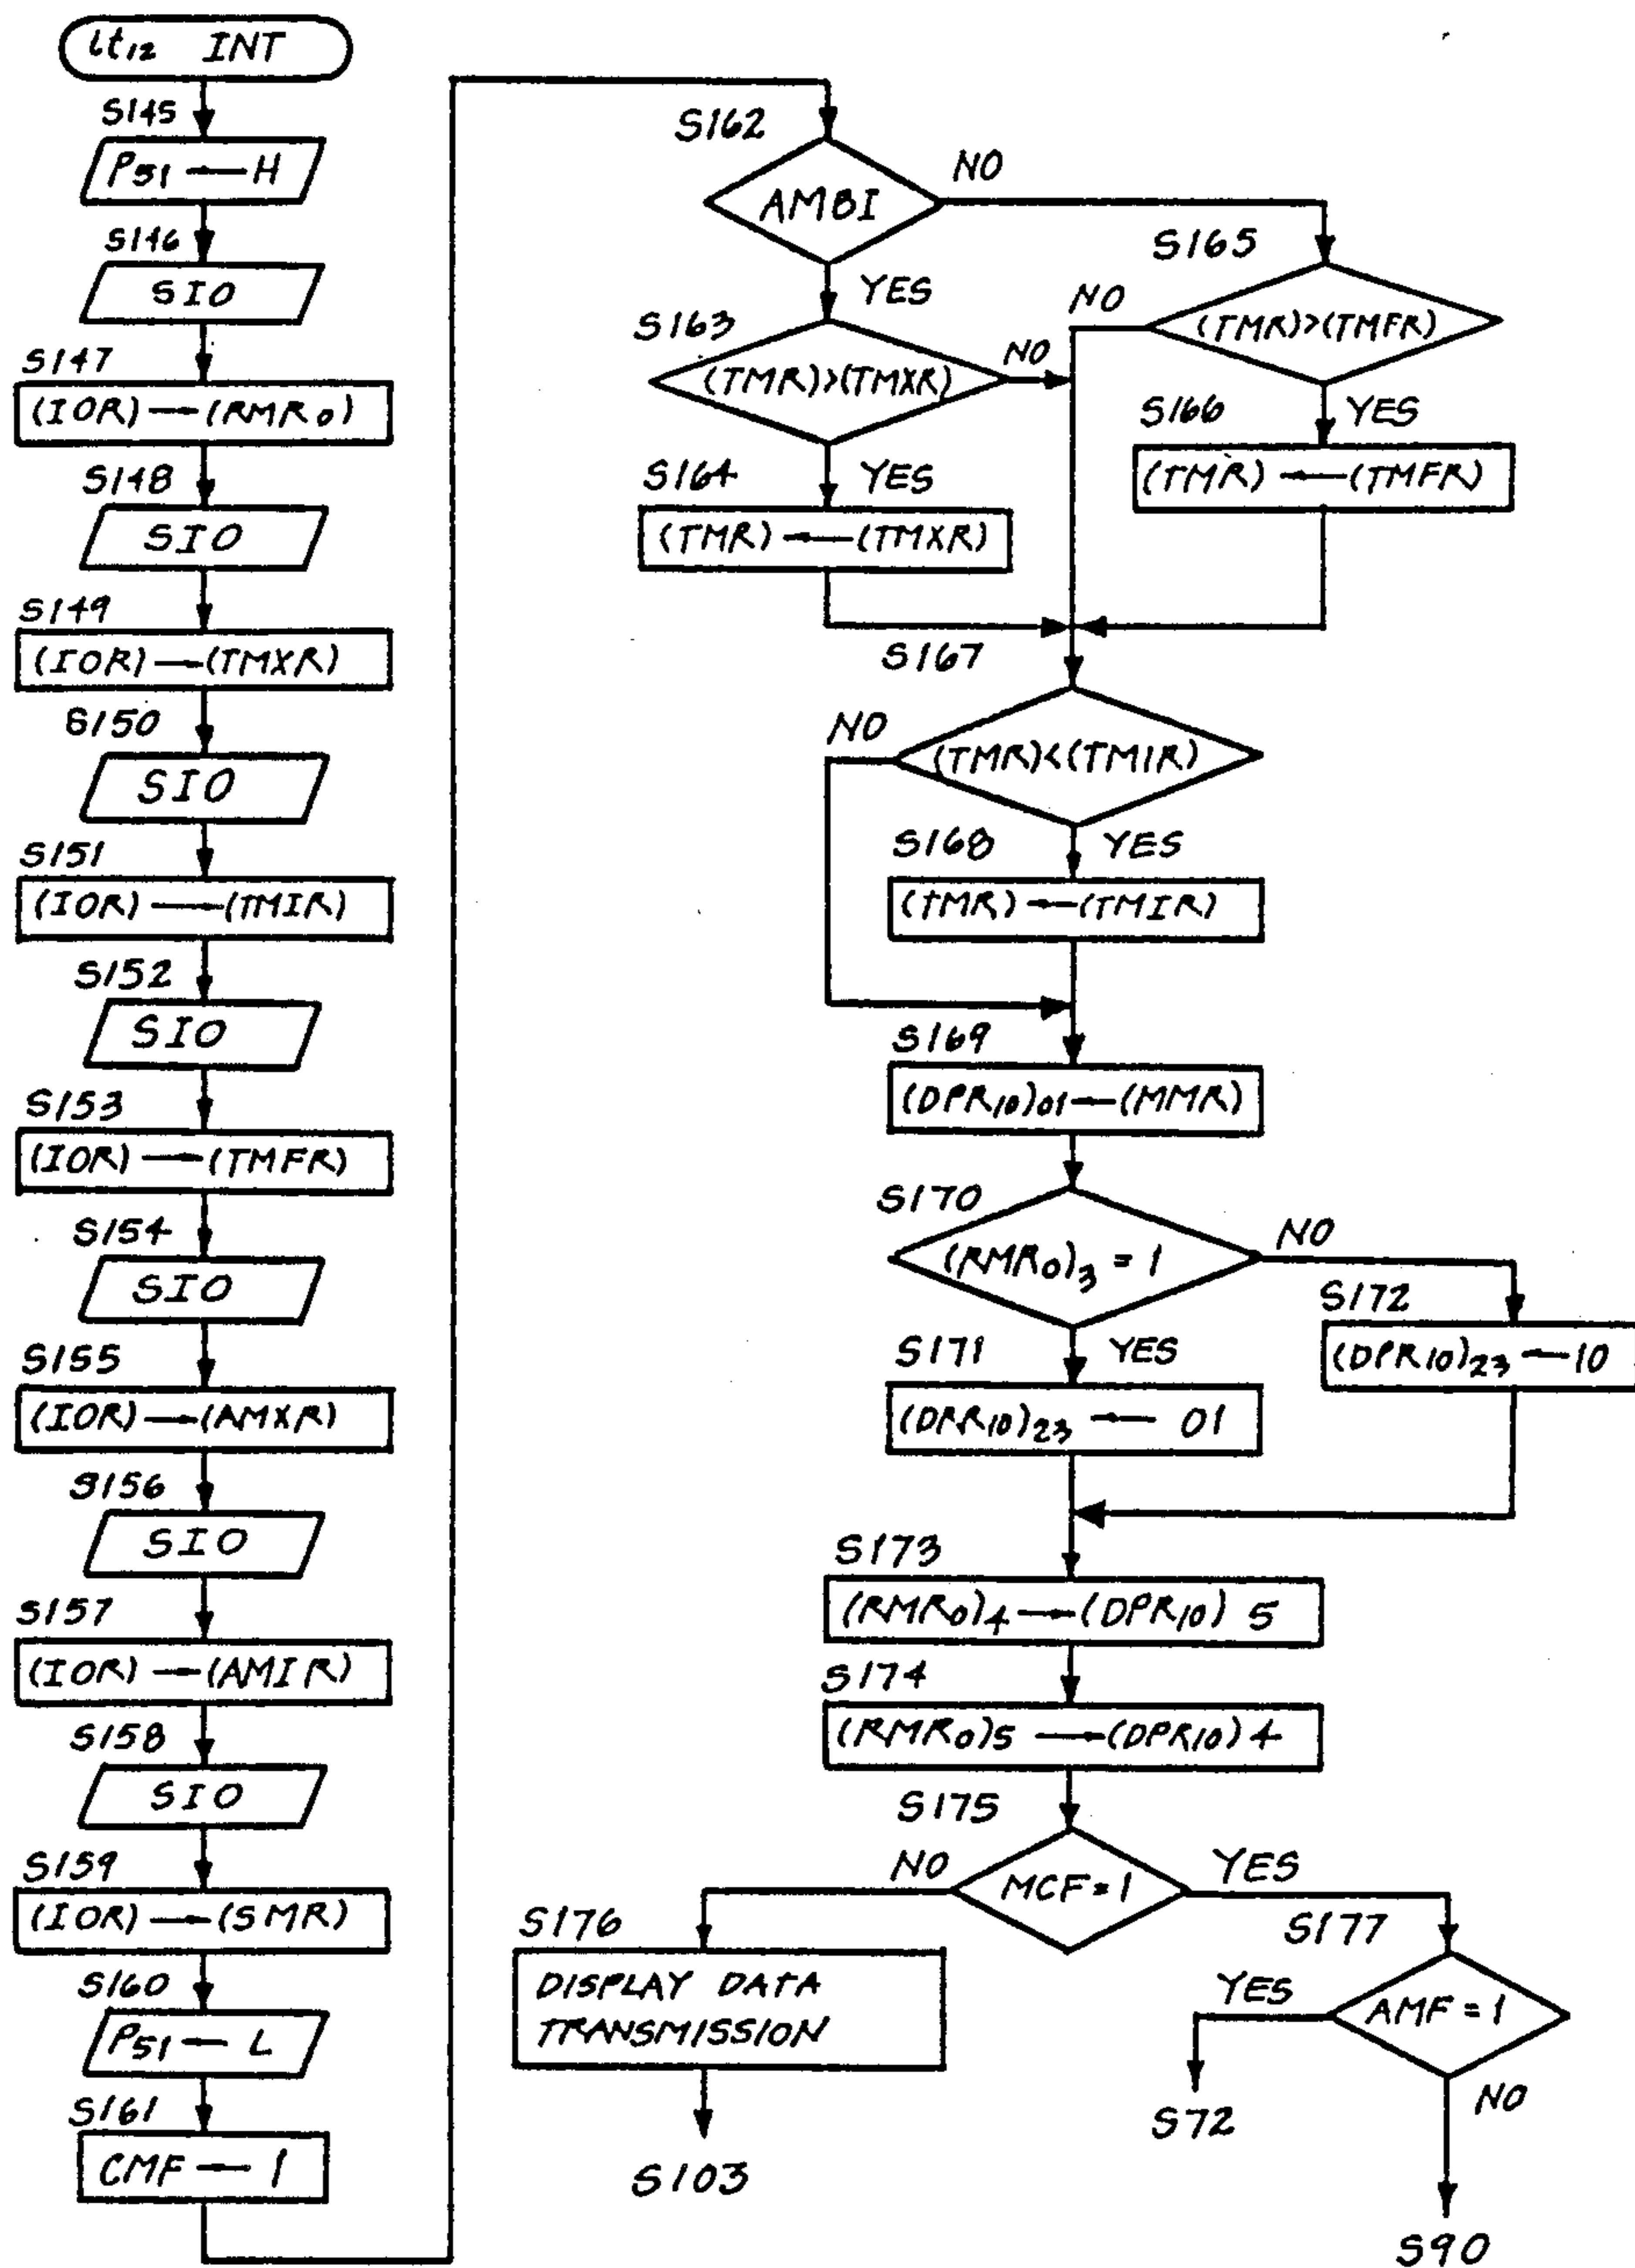 it12 INT
S145
P51 ← H
S146
SIO
S147
(IOR) → (RMR0)
S148
SIO
S149
(IOR) → (TMXR)
S150
SIO
S151
(IOR) → (TMIR)
S152
SIO
S153
(IOR) → (TMFR)
S154
SIO
S155
(IOR) → (AMXR)
S156
SIO
S157
(IOR) → (AMIR)
S158
SIO
S159
(IOR) → (SMR)
S160
P51 ← L
S161
CMF ← 1
S162
AMBI
NO
YES
S163
(TMR)>(TMXR)
NO
YES
S164
(TMR) ← (TMXR)
S165
NO
(TMR)>(TMFR)
YES
S166
(TMR) ← (TMFR)
S167
NO
(TMR)<(TMIR)
S168
YES
(TMR) ← (TMIR)
S169
(DPR10)01 ← (MMR)
S170
(RMR0)3 = 1
NO
YES
S171
(DPR10)23 ← 01
S172
(DPR10)23 ← 10
S173
(RMR0)4 → (DPR10) 5
S174
(RMR0)5 → (DPR10) 4
S175
NO
MCF = 1
YES
S176
DISPLAY DATA
TRANSMISSION
S103
S177
YES
AMF = 1
NO
S72
S90